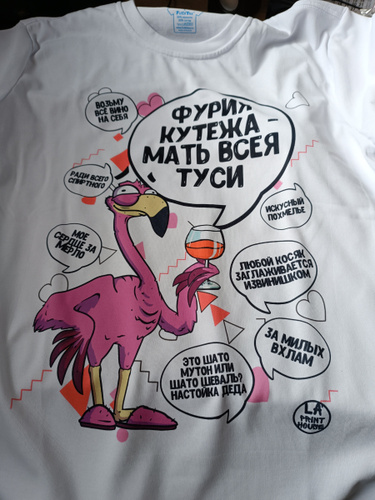 ФУРИЯ
КУТЕЖА -
МАТЬ ВСЕЯ
ТУСИ
ВОЗЬМУ
ВСЁ ВИНО
НА СЕБЯ
РАДИ ВСЕГО
СПИРТНОГО
МОЕ
СЕРДЦЕ ЗА
МЕРЛО
ИСКУСНЫЙ
ПОХМЕЛЬЕ
ЛЮБОЙ КОСЯК
ЗАГЛАЖИВАЕТСЯ
ИЗВИНИШКОМ
ЗА МИЛЫХ
ВХЛАМ
ЭТО ШАТО
МУТОН ИЛИ
ШАТО ШЕВАЛЬ?
НАСТОЙКА ДЕДА
LA
PRINT
HOUSE